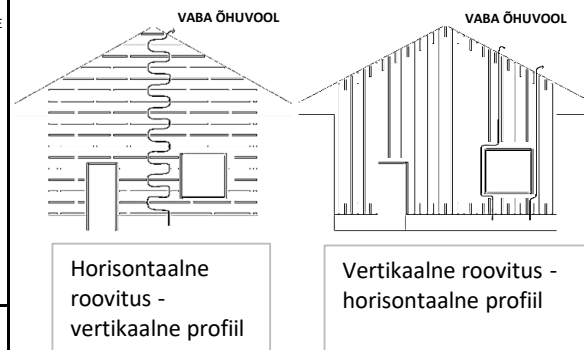 E
VABA ÕHUVOOL
VABA ÕHUVOOL
Horisontaalne
roovitus -
vertikaalne profiil
Vertikaalne roovitus -
horisontaalne profiil